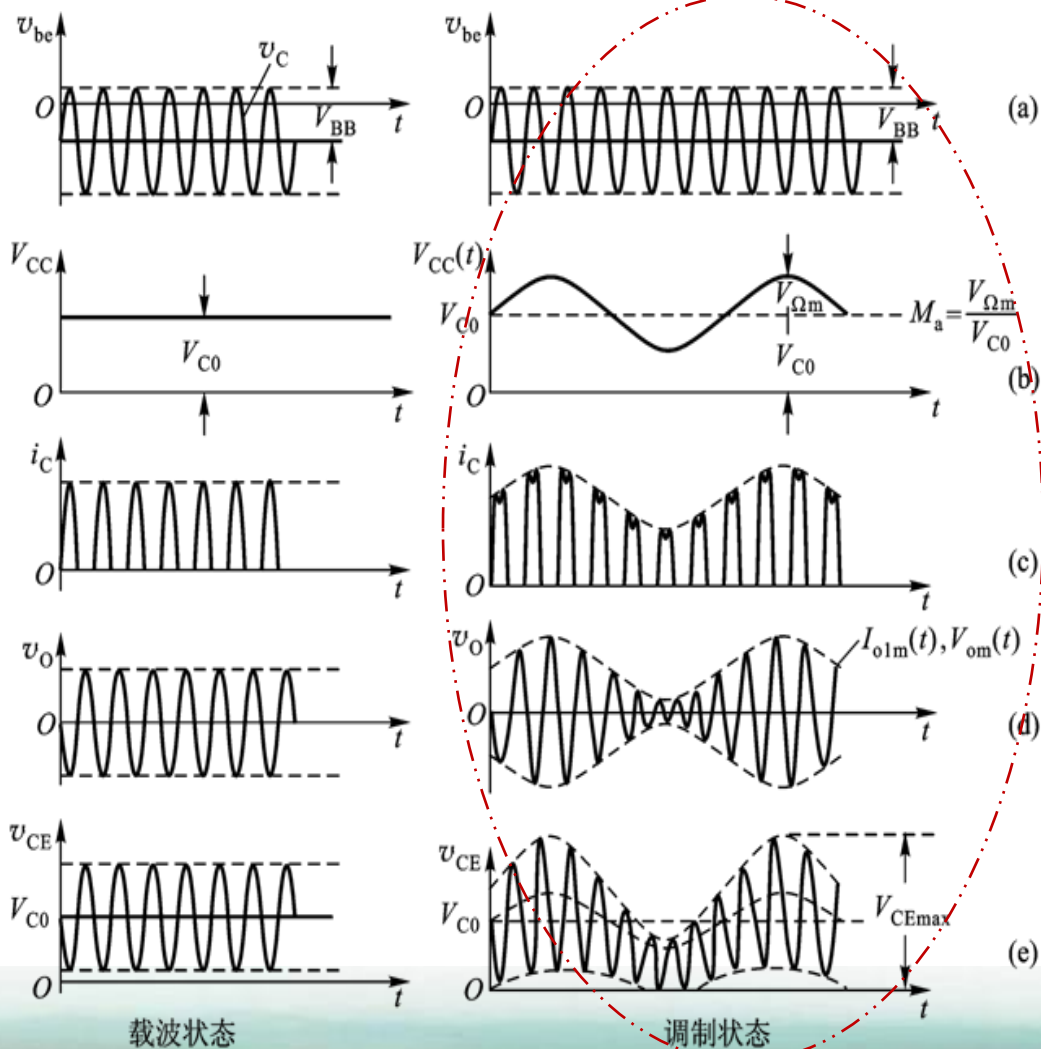 v_be
v_C
O
V_BB
t
v_be
O
V_BB
t
(a)
V_CC
V_C0
O
t
V_CC(t)
V_C0
V_Ωm
V_C0
M_a=V_Ωm/V_C0
O
t
(b)
i_C
O
t
i_C
O
t
(c)
v_O
O
t
v_O
I_o1m(t),V_om(t)
O
t
(d)
v_CE
V_C0
O
t
v_CE
V_C0
V_CEmax
O
t
(e)
载波状态
调制状态